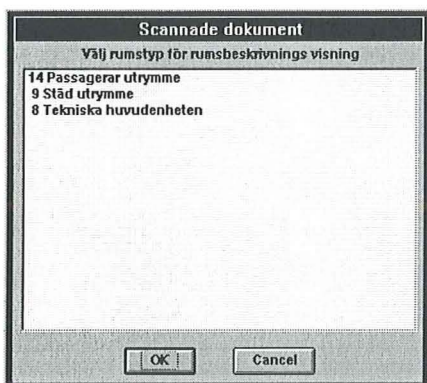 Scannade dokument
Välj rumstyp för rumsbeskrivnings visning
14 Passagerar utrymme
9 Städ utrymme
8 Tekniska huvudenheten
OK
Cancel